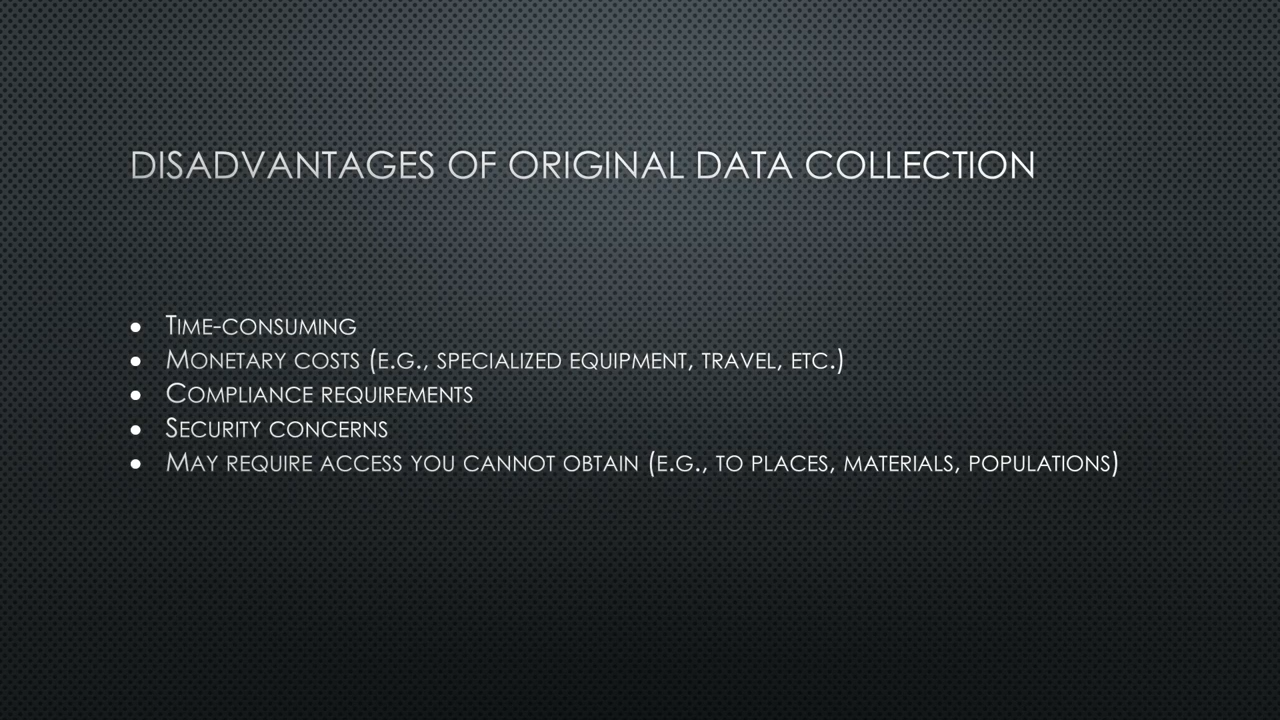 DISADVANTAGES OF ORIGINAL DATA COLLECTION
• Time-consuming
• Monetary costs (e.g., specialized equipment, travel, etc.)
• Compliance requirements
• Security concerns
• May require access you cannot obtain (e.g., to places, materials, populations)